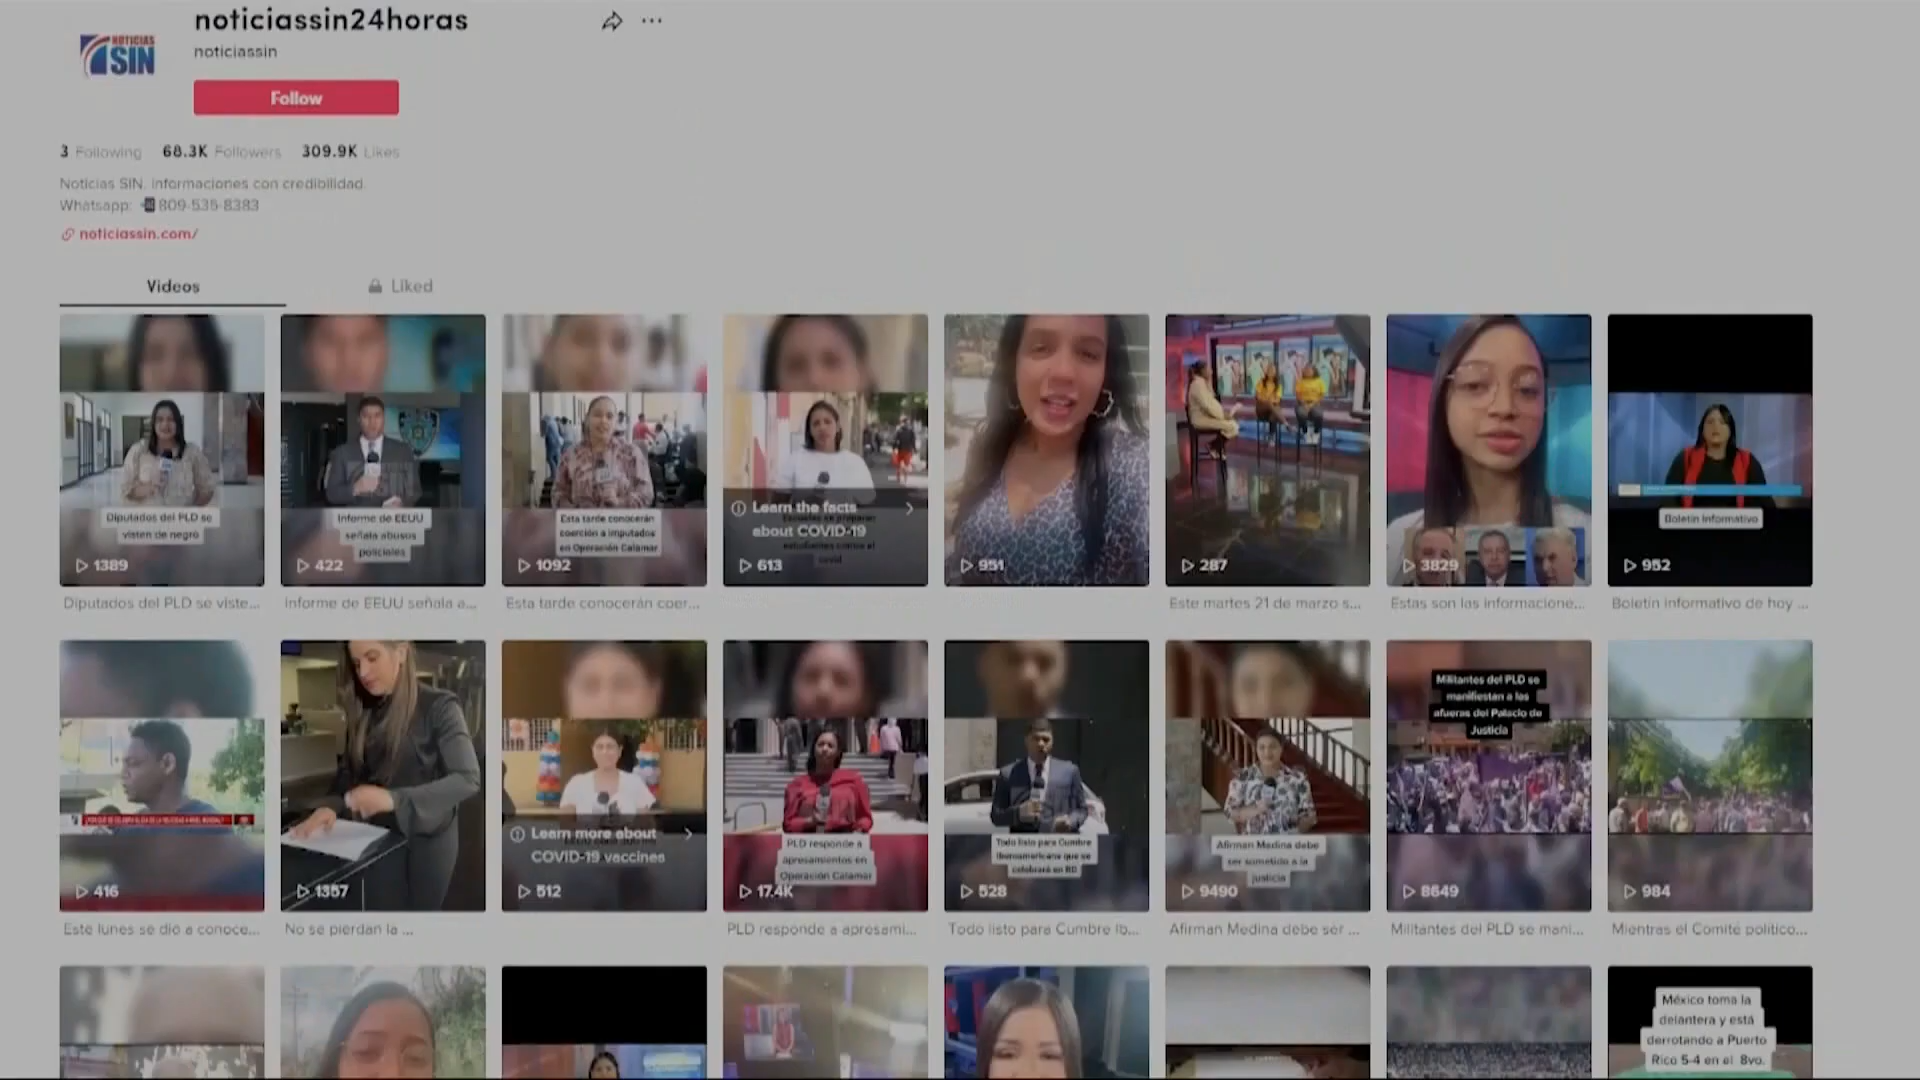 noticiassin24horas
NOTICIAS
SIN
noticiassin
Follow
3 Following 68.3K Followers 309.9K Likes
Noticias SIN. Informaciones con credibilidad.
Whatsapp: 809-535-8383
noticiassin.com/
Videos
Liked
Diputados del PLD se
visten de negro
1389
Informe de EEUU
señala abusos
policiales
422
Esta tarde conocerán
coerción a imputados
en Operación Calamar
1092
Learn the facts
about COVID-19
613
951
287
3829
Boletín Informativo
952
Diputados del PLD se viste...
Informe de EEUU señala a...
Esta tarde conocerán coer...
Este martes 21 de marzo s...
Estas son las informacione...
Boletín informativo de hoy ...
416
1357
Learn more about
COVID-19 vaccines
512
PLD responde a
apresamientos en
Operación Calamar
17.4K
Todo listo para Cumbre
Iberoamericana que se
celebrará en RD
528
Afirman Medina debe
ser sometido a la
justicia
9490
Militantes del PLD se
manifiestan a las
afueras del Palacio de
Justicia
8649
984
Este lunes se dio a conoce...
No se pierdan la ...
PLD responde a apresami...
Todo listo para Cumbre Ib...
Afirman Medina debe ser ...
Militantes del PLD se mani...
Mientras el Comité político...
México toma la
delantera y está
derrotando a Puerto
Rico 5-4 en el 8vo.